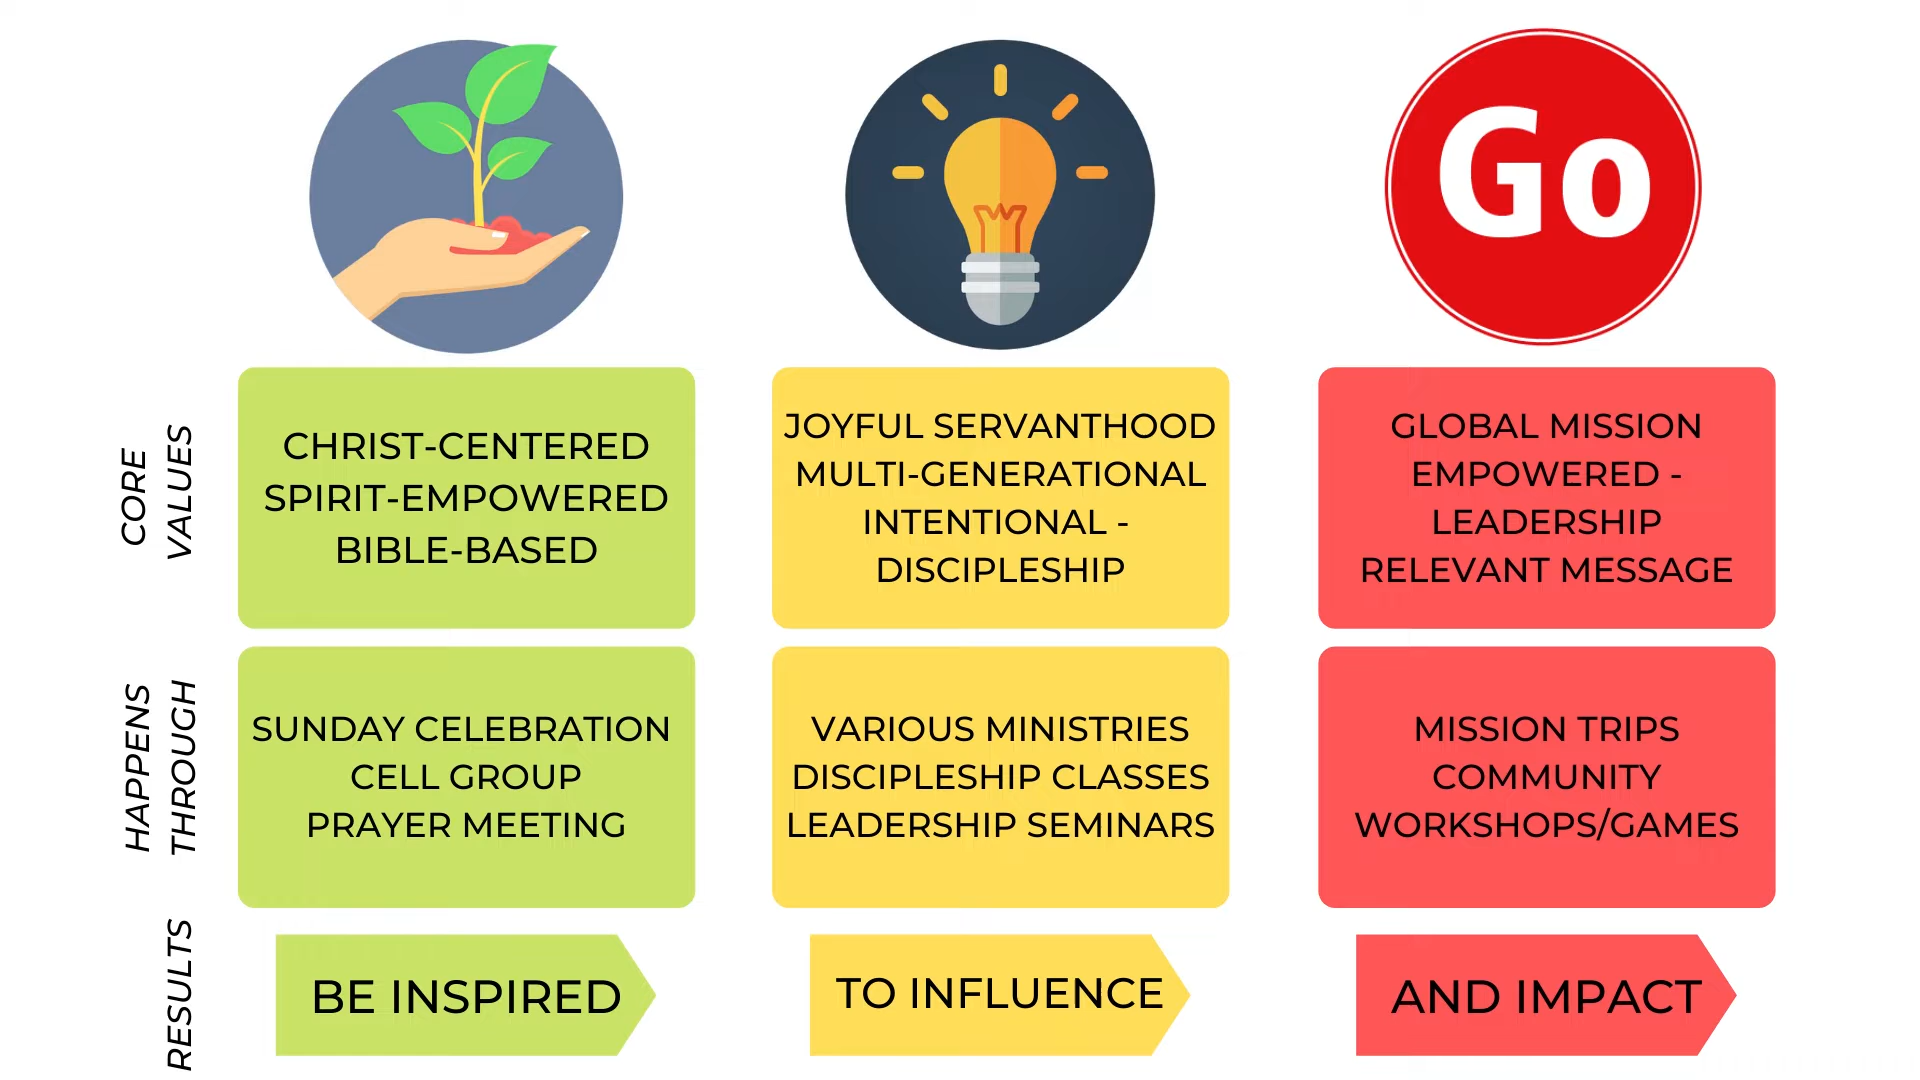 Go
CORE
VALUES
CHRIST-CENTERED
SPIRIT-EMPOWERED
BIBLE-BASED
JOYFUL SERVANTHOOD
MULTI-GENERATIONAL
INTENTIONAL -
DISCIPLESHIP
GLOBAL MISSION
EMPOWERED -
LEADERSHIP
RELEVANT MESSAGE
HAPPENS
THROUGH
SUNDAY CELEBRATION
CELL GROUP
PRAYER MEETING
VARIOUS MINISTRIES
DISCIPLESHIP CLASSES
LEADERSHIP SEMINARS
MISSION TRIPS
COMMUNITY
WORKSHOPS/GAMES
RESULTS
BE INSPIRED
TO INFLUENCE
AND IMPACT